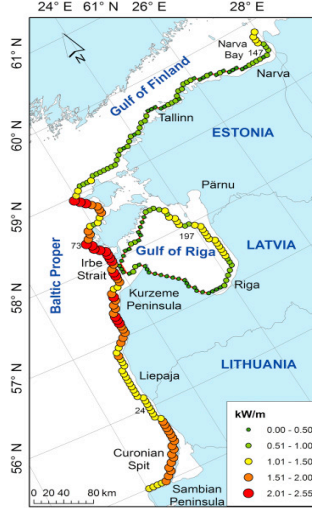 24° E 61° N 26° E 28° E
61° N
60° N
59° N
58° N
57° N
56° N
N
Narva
Bay
147
Narva
Gulf of Finland
Tallinn
ESTONIA
Pärnu
197
Gulf of Riga
LATVIA
73
Irbe
Strait
Baltic Proper
Riga
Kurzeme
Peninsula
LITHUANIA
Liepaja
24
Curonian
Spit
Sambian
Peninsula
kW/m
0.00 - 0.50
0.51 - 1.00
1.01 - 1.50
1.51 - 2.00
2.01 - 2.55
0 20 40 80 km